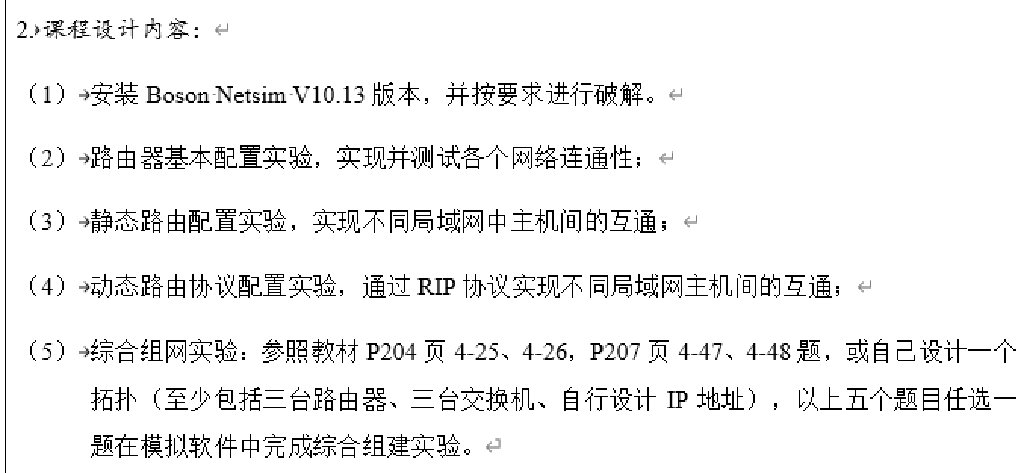 2.课程设计内容:
(1)安装 Boson Netsim V10.13 版本,并按要求进行破解。
(2)路由器基本配置实验,实现并测试各个网络连通性;
(3)静态路由配置实验,实现不同局域网中主机间的互通;
(4)动态路由协议配置实验,通过 RIP 协议实现不同局域网主机间的互通;
(5)综合组网实验:参照教材 P204 页 4-25、4-26,P207 页 4-47、4-48 题,或自己设计一个
拓扑(至少包括三台路由器、三台交换机、自行设计 IP 地址),以上五个题目任选一
题在模拟软件中完成综合组建实验。